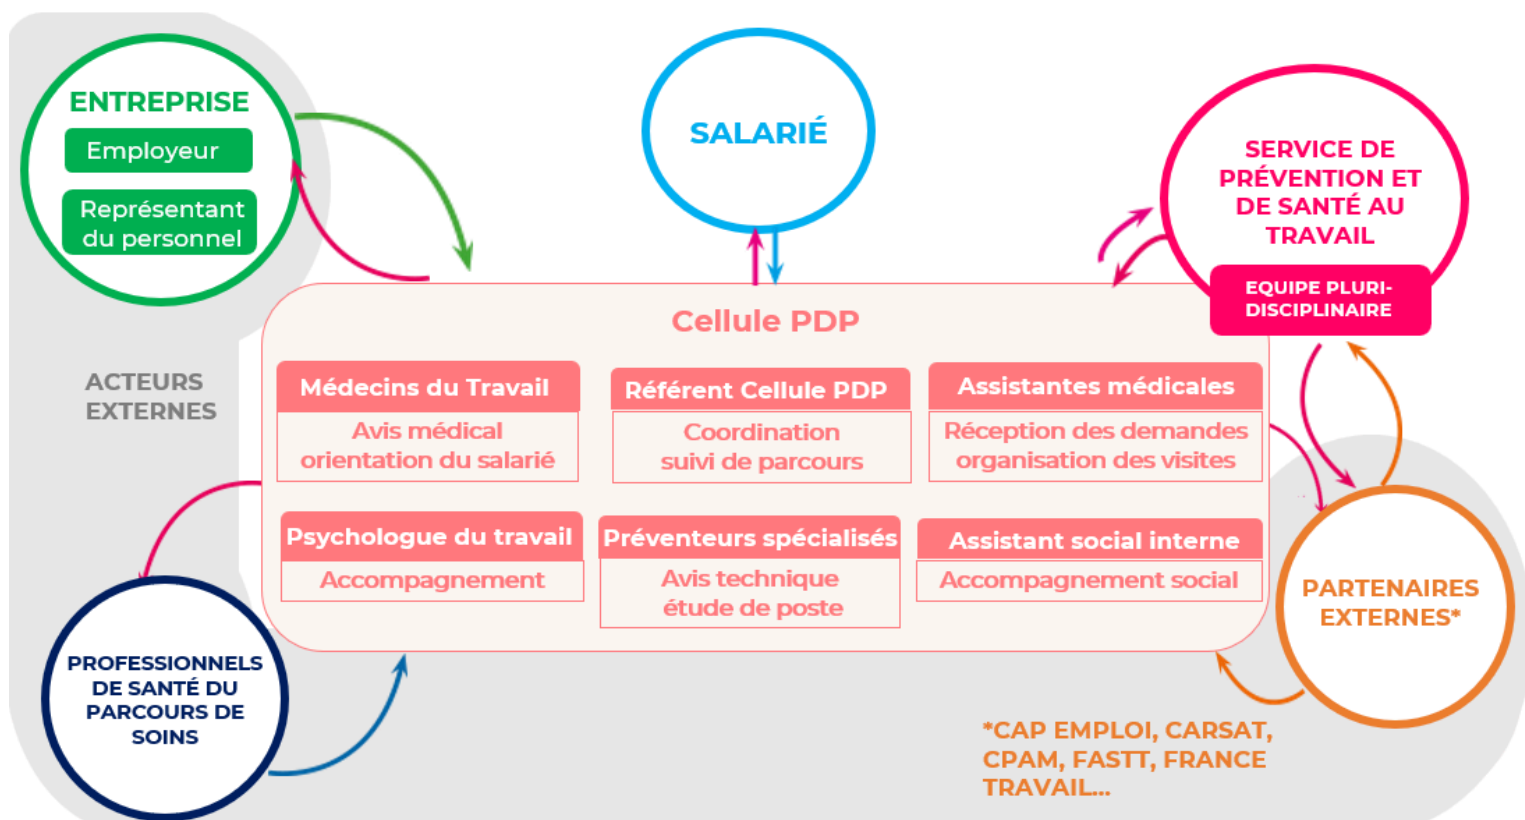 ENTREPRISE
Employeur
Représentant
du personnel
SALARIÉ
SERVICE DE
PRÉVENTION ET
DE SANTÉ AU
TRAVAIL
EQUIPE PLURI-
DISCIPLINAIRE
ACTEURS
EXTERNES
Cellule PDP
Médecins du Travail
Avis médical
orientation du salarié
Référent Cellule PDP
Coordination
suivi de parcours
Assistantes médicales
Réception des demandes
organisation des visites
Psychologue du travail
Accompagnement
Préventeurs spécialisés
Avis technique
étude de poste
Assistant social interne
Accompagnement social
PROFESSIONNELS
DE SANTÉ DU
PARCOURS DE
SOINS
PARTENAIRES
EXTERNES*
*CAP EMPLOI, CARSAT,
CPAM, FASTT, FRANCE
TRAVAIL...